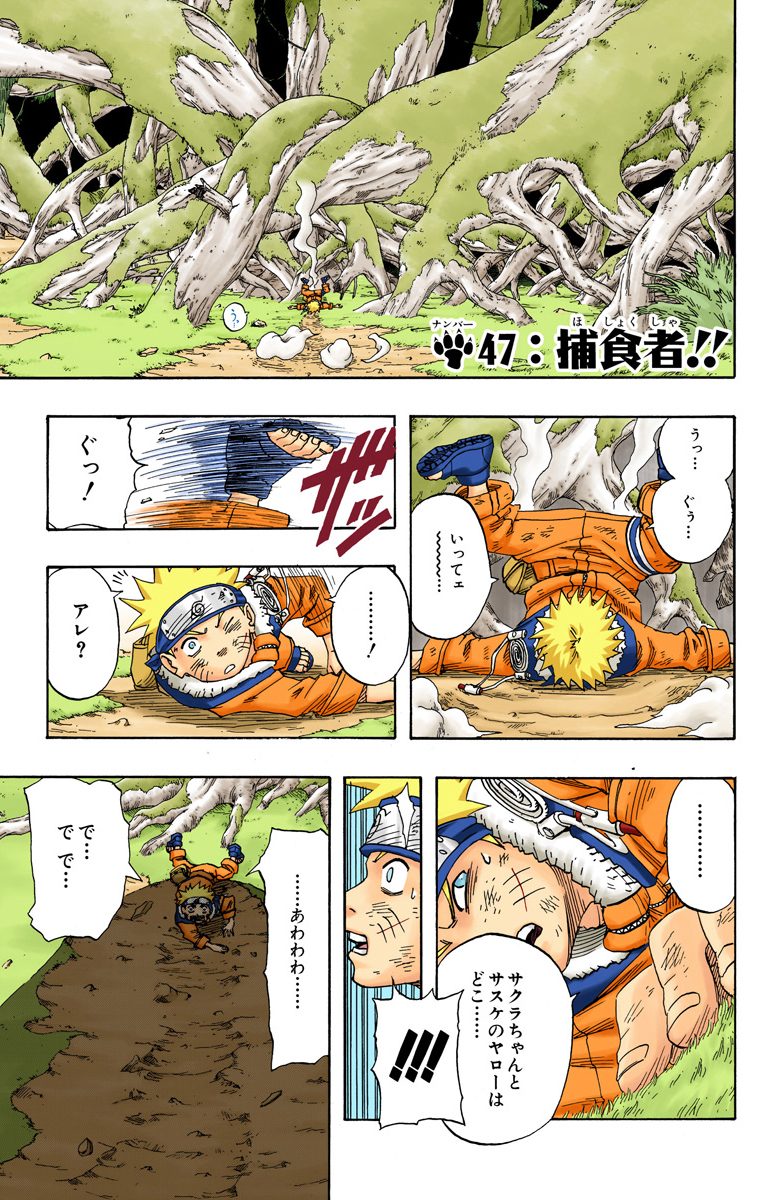 う?
ナンバー
47:捕食者!!
ほしょくしゃ
うっ…
ぐぅ…
いってェ
〜〜〜〜
ザザッ
ぐっ!
………!
アレ?
………
サクラちゃんと
サスケのヤローは
どこ……
!!!
……あわわわ……
で…
で で…